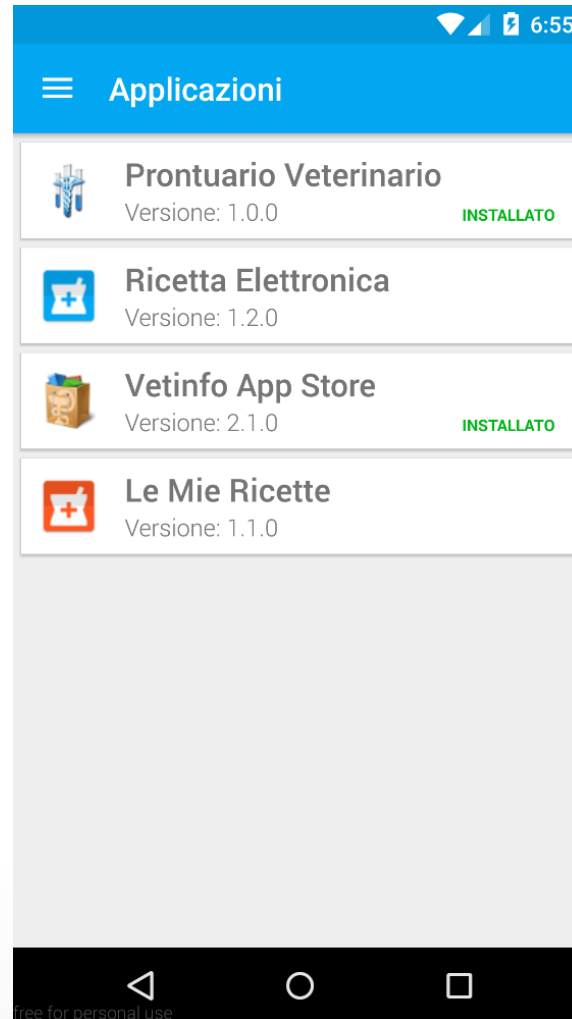 6:55
Applicazioni
Prontuario Veterinario
Versione: 1.0.0
INSTALLATO
Ricetta Elettronica
Versione: 1.2.0
Vetinfo App Store
Versione: 2.1.0
INSTALLATO
Le Mie Ricette
Versione: 1.1.0
free for personal use